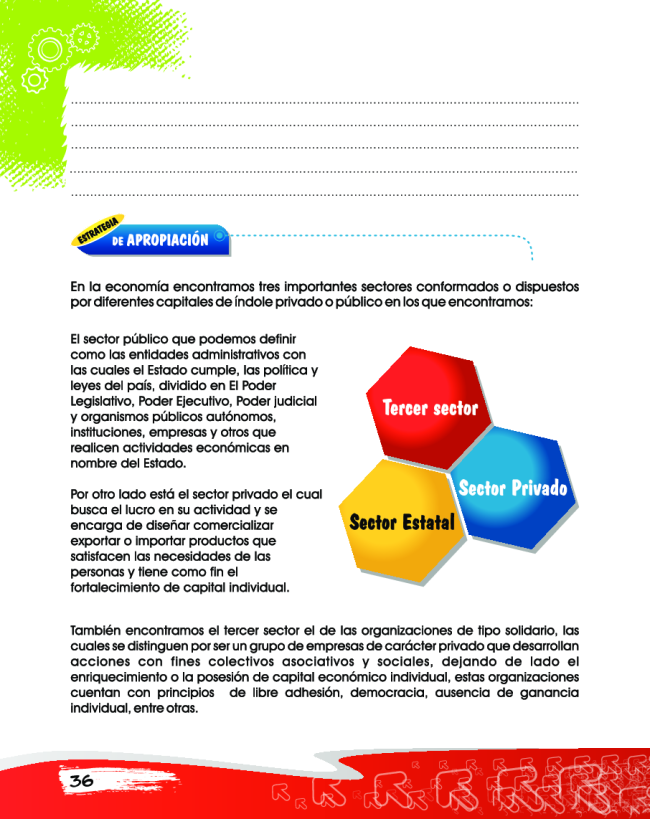 ESTRATEGIA
DE APROPIACIÓN
En la economía encontramos tres importantes sectores conformados o dispuestos
por diferentes capitales de índole privado o público en los que encontramos:
El sector público que podemos definir
como las entidades administrativos con
las cuales el Estado cumple, las política y
leyes del país, dividido en El Poder
Legislativo, Poder Ejecutivo, Poder judicial
y organismos públicos autónomos,
instituciones, empresas y otros que
realicen actividades económicas en
nombre del Estado.
Por otro lado está el sector privado el cual
busca el lucro en su actividad y se
encarga de diseñar comercializar
exportar o importar productos que
satisfacen las necesidades de las
personas y tiene como fin el
fortalecimiento de capital individual.
Tercer sector
Sector Privado
Sector Estatal
También encontramos el tercer sector el de las organizaciones de tipo solidario, las
cuales se distinguen por ser un grupo de empresas de carácter privado que desarrollan
acciones con fines colectivos asociativos y sociales, dejando de lado el
enriquecimiento o la posesión de capital económico individual, estas organizaciones
cuentan con principios de libre adhesión, democracia, ausencia de ganancia
individual, entre otras.
36